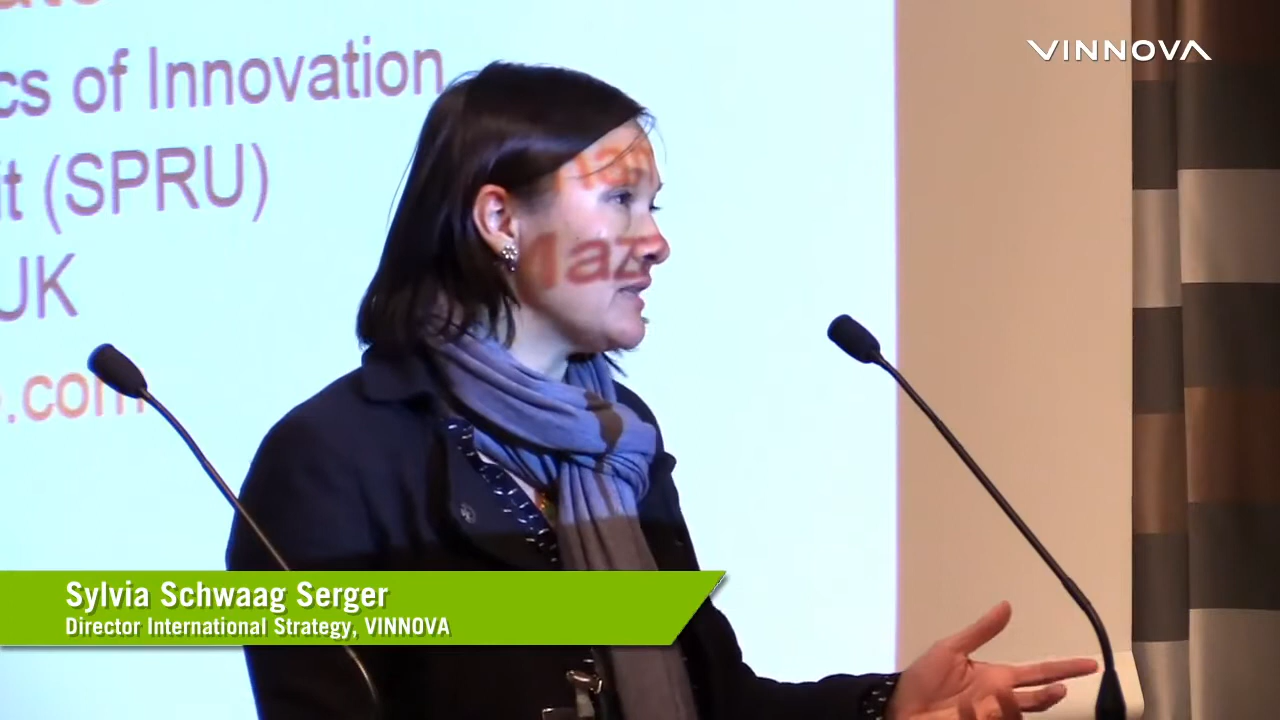 VINNOVA
cs of Innovation
it (SPRU)
UK
.com
Sylvia Schwaag Serger
Director International Strategy, VINNOVA